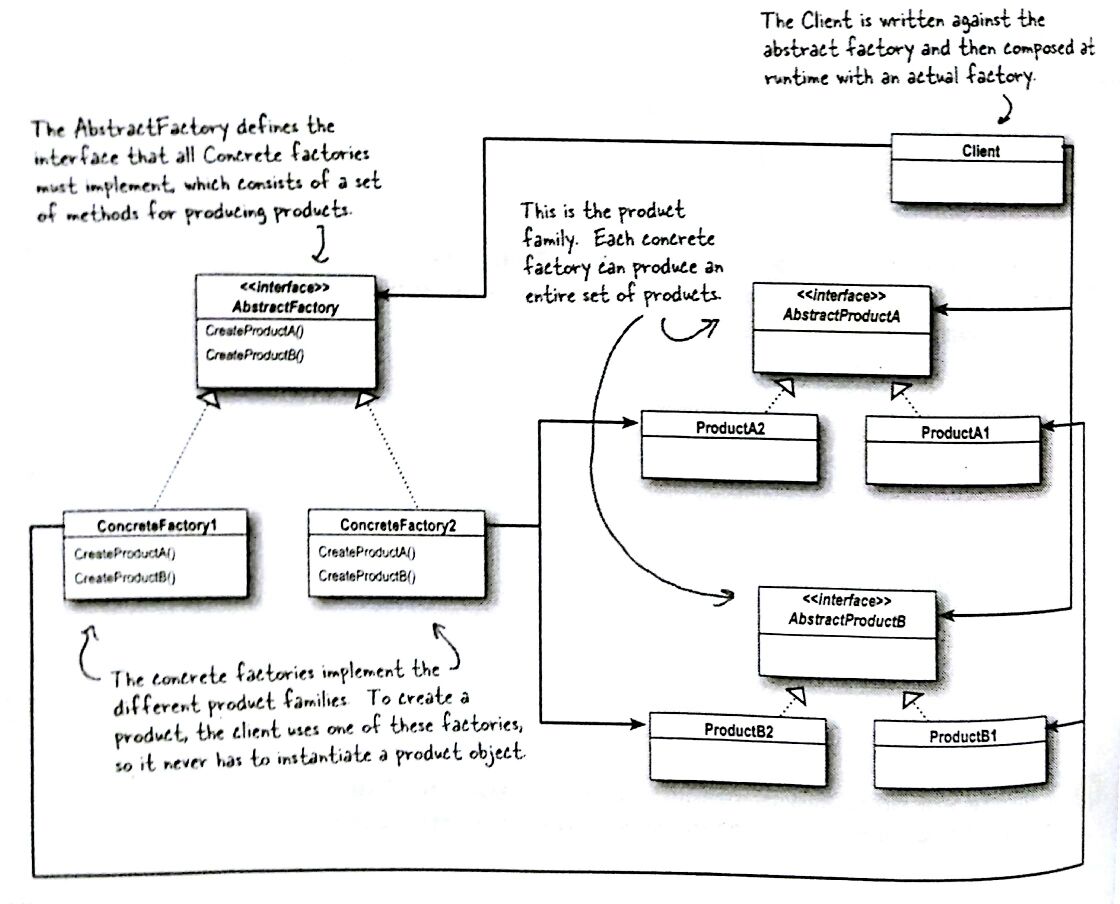 The Client is written against the
abstract factory and then composed at
runtime with an actual factory.
The AbstractFactory defines the
interface that all Concrete factories
must implement, which consists of a set
of methods for producing products.
Client
This is the product
family. Each concrete
factory can produce an
entire set of products.
<<interface>>
AbstractFactory
CreateProductA()
CreateProductB()
<<interface>>
AbstractProductA
ProductA2
ProductA1
ConcreteFactory1
CreateProductA()
CreateProductB()
ConcreteFactory2
CreateProductA()
CreateProductB()
<<interface>>
AbstractProductB
ProductB2
ProductB1
The concrete factories implement the
different product families. To create a
product, the client uses one of these factories,
so it never has to instantiate a product object.